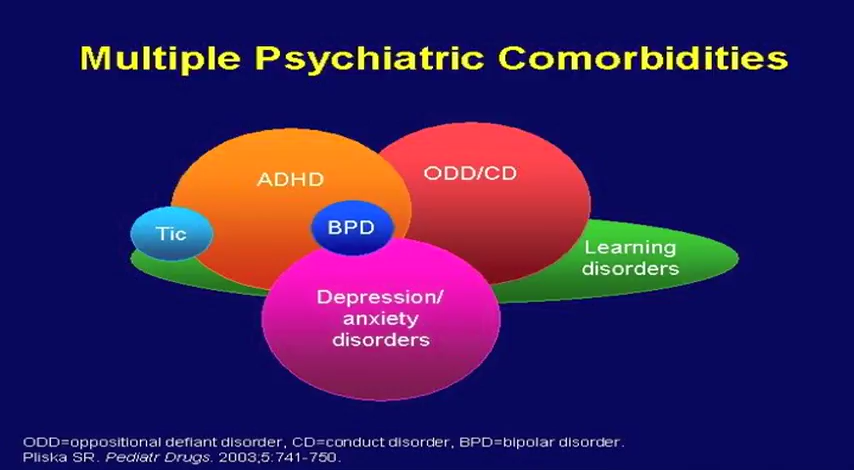 Multiple Psychiatric Comorbidities
ADHD
ODD/CD
Tic
BPD
Learning
disorders
Depression/
anxiety
disorders
ODD=oppositional defiant disorder, CD=conduct disorder, BPD=bipolar disorder.
Pliska SR. Pediatr Drugs. 2003;5:741-750.